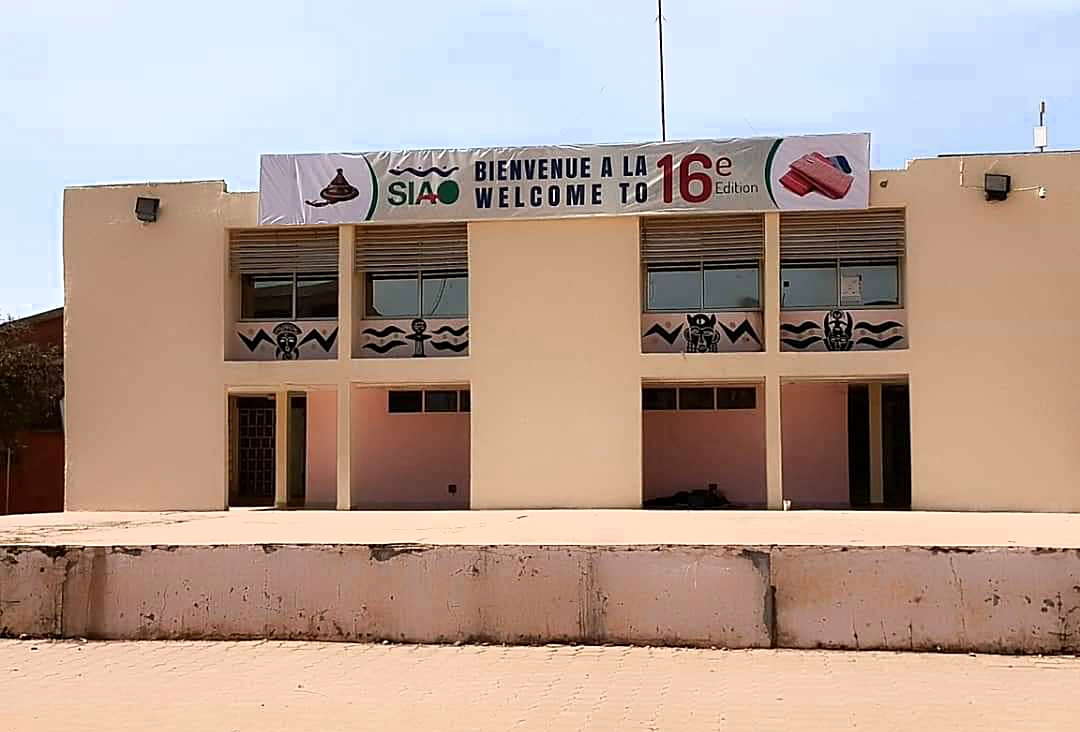 SIAO
BIENVENUE A LA
WELCOME TO
16e
Edition